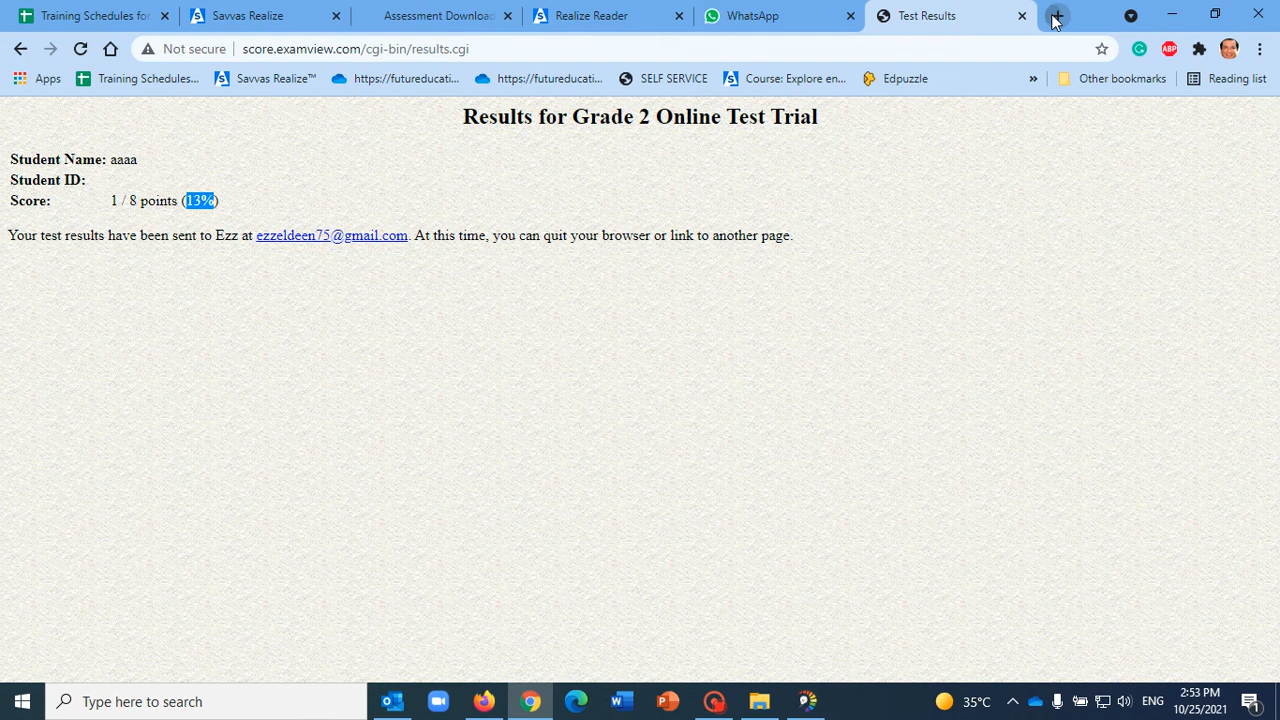 Training Schedules for
Savvas Realize
Assessment Download
Realize Reader
WhatsApp
Test Results
Not secure
score.examview.com/cgi-bin/results.cgi
ABP
Apps
Training Schedules...
Savvas Realize™
https://futureducati...
https://futureducati...
SELF SERVICE
Course: Explore en...
Edpuzzle
»
Other bookmarks
Reading list
Results for Grade 2 Online Test Trial
Student Name: aaaa
Student ID:
Score: 1 / 8 points (13%)
Your test results have been sent to Ezz at ezzeldeen75@gmail.com. At this time, you can quit your browser or link to another page.
Type here to search
35°C
ENG
2:53 PM
10/25/2021
1